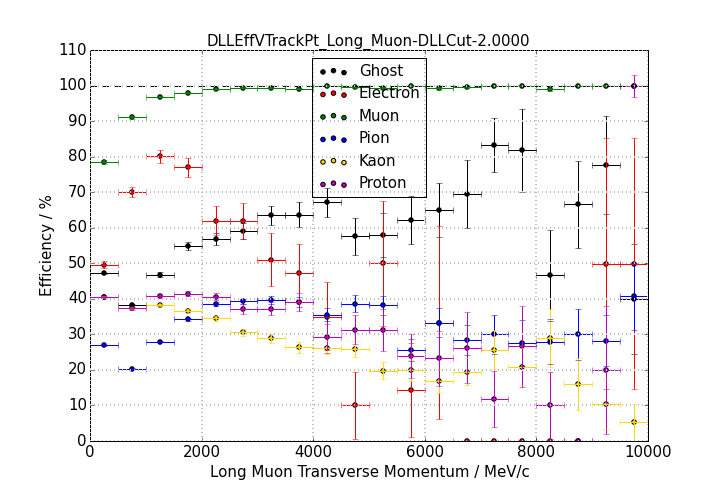 DLLEffVTrackPt_Long_Muon-DLLCut-2.0000
110
100
90
80
70
60
50
40
30
20
10
0
Efficiency / %
Ghost
Electron
Muon
Pion
Kaon
Proton
0 2000 4000 6000 8000 10000
Long Muon Transverse Momentum / MeV/c